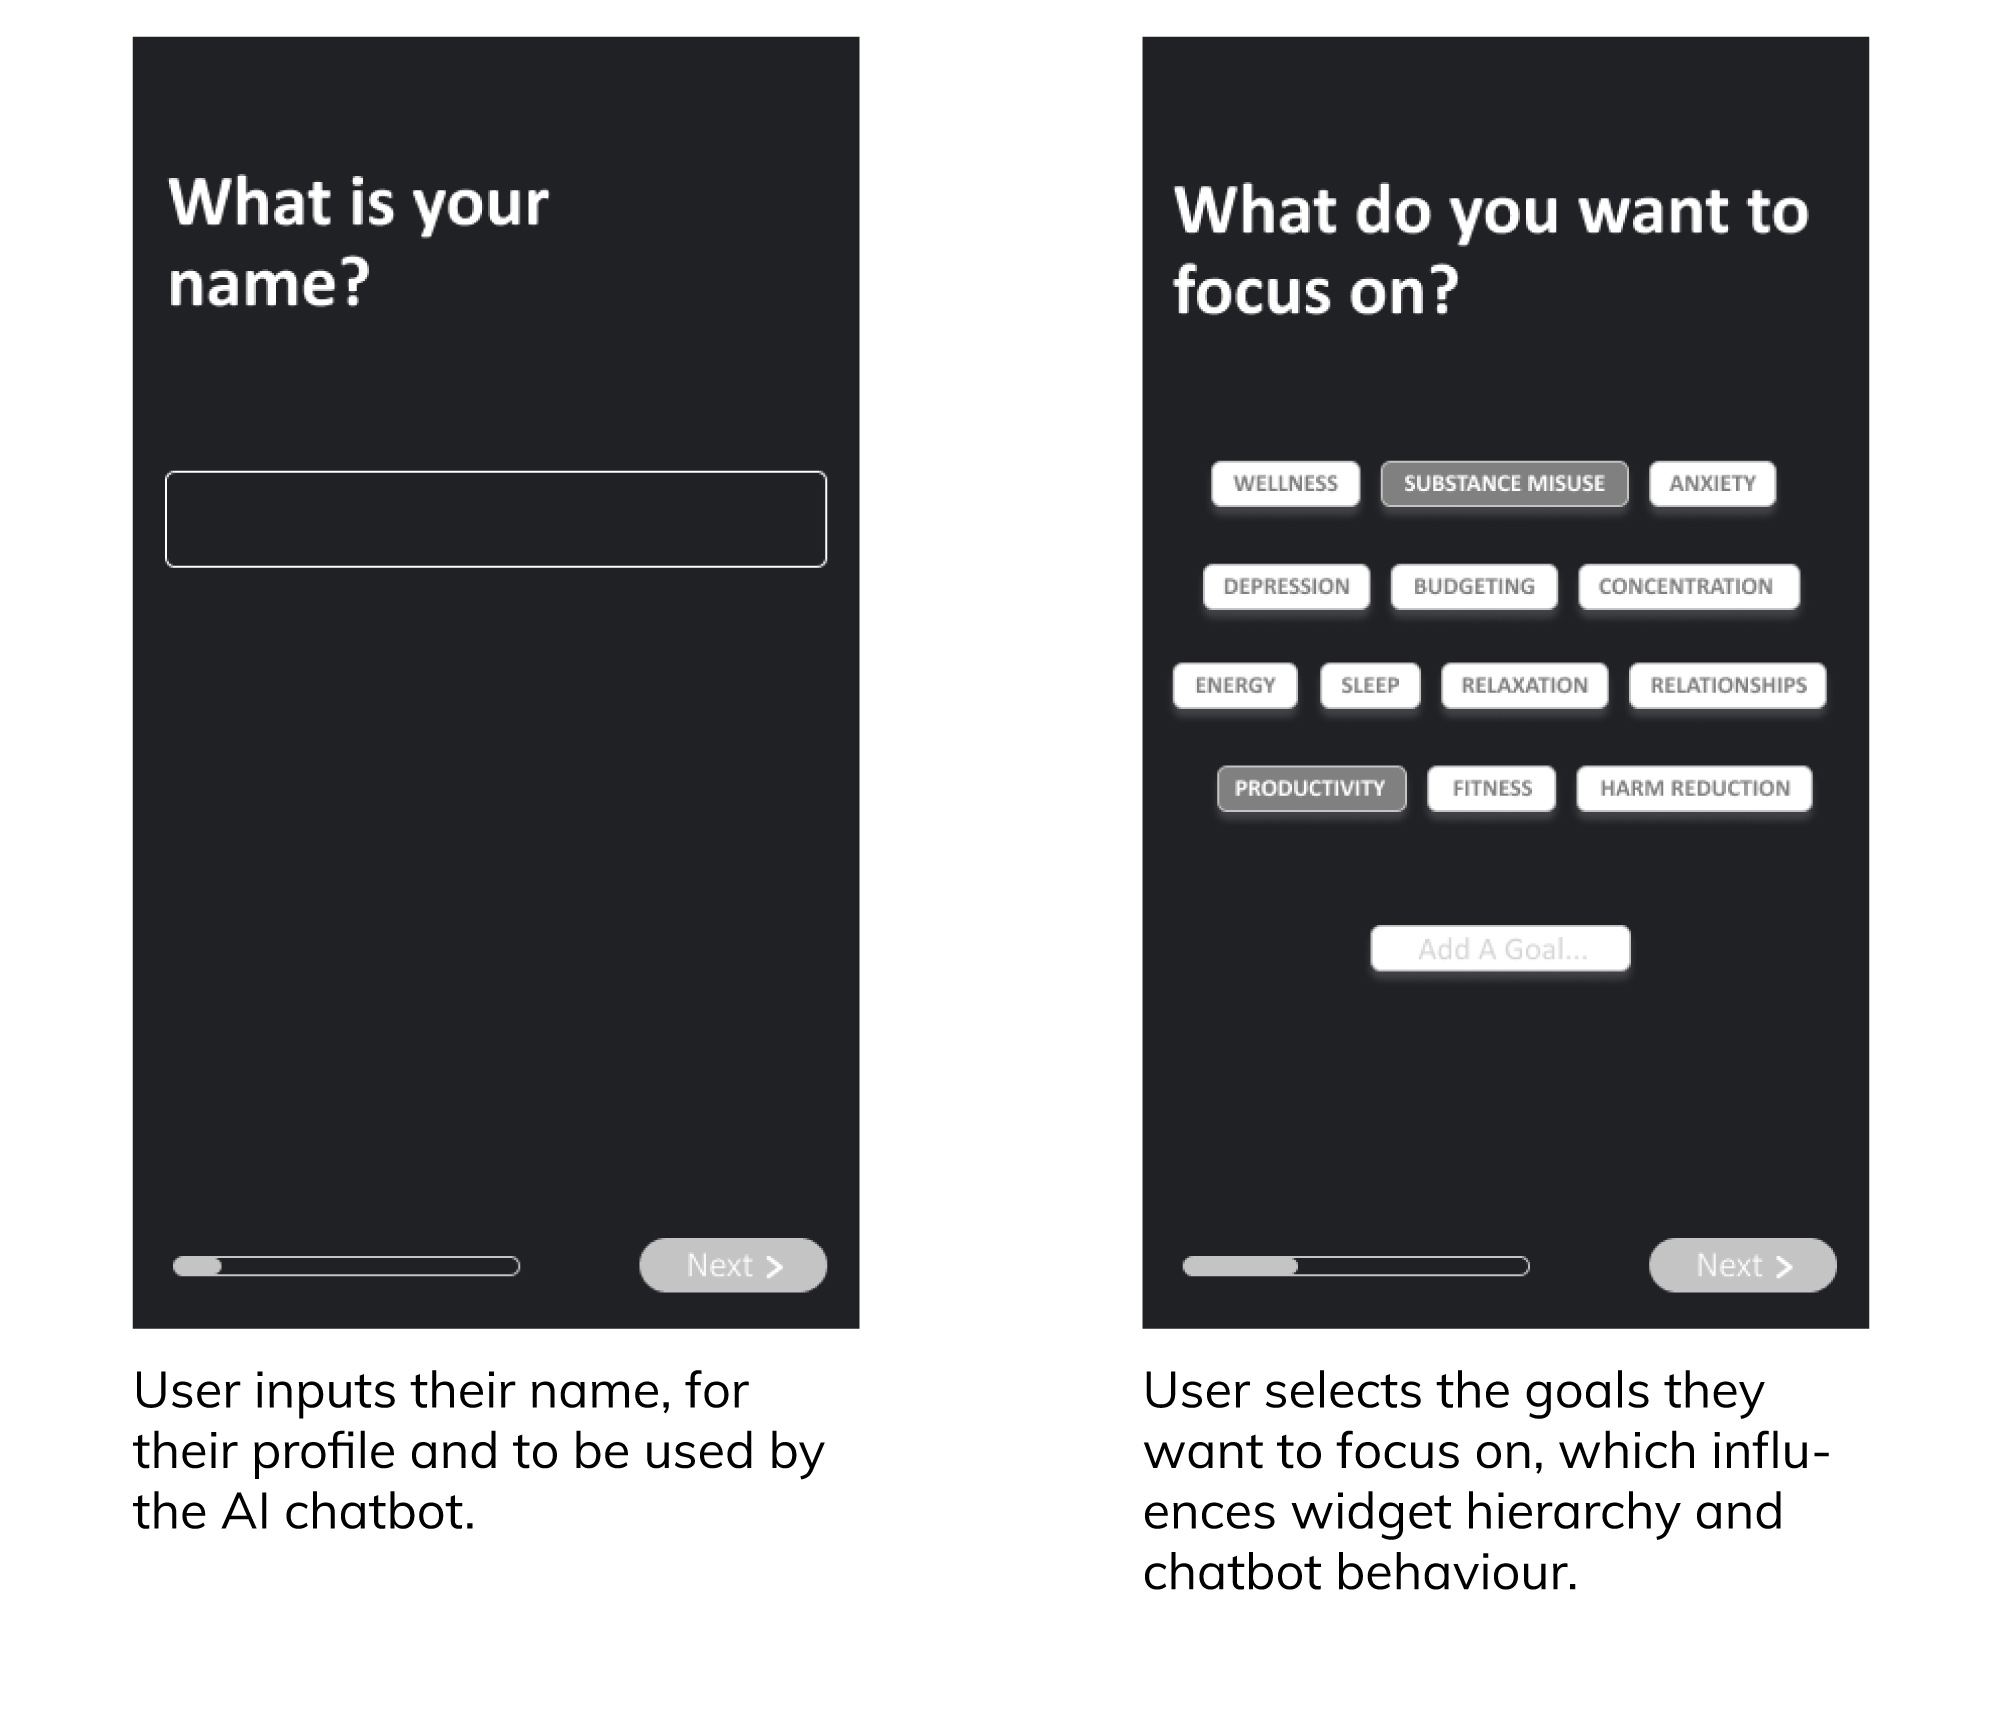 What is your
name?
Next
User inputs their name, for
their profile and to be used by
the AI chatbot.
What do you want to
focus on?
WELLNESS SUBSTANCE MISUSE ANXIETY
DEPRESSION BUDGETING CONCENTRATION
ENERGY SLEEP RELAXATION RELATIONSHIPS
PRODUCTIVITY FITNESS HARM REDUCTION
Add A Goal...
Next
User selects the goals they
want to focus on, which influ-
ences widget hierarchy and
chatbot behaviour.